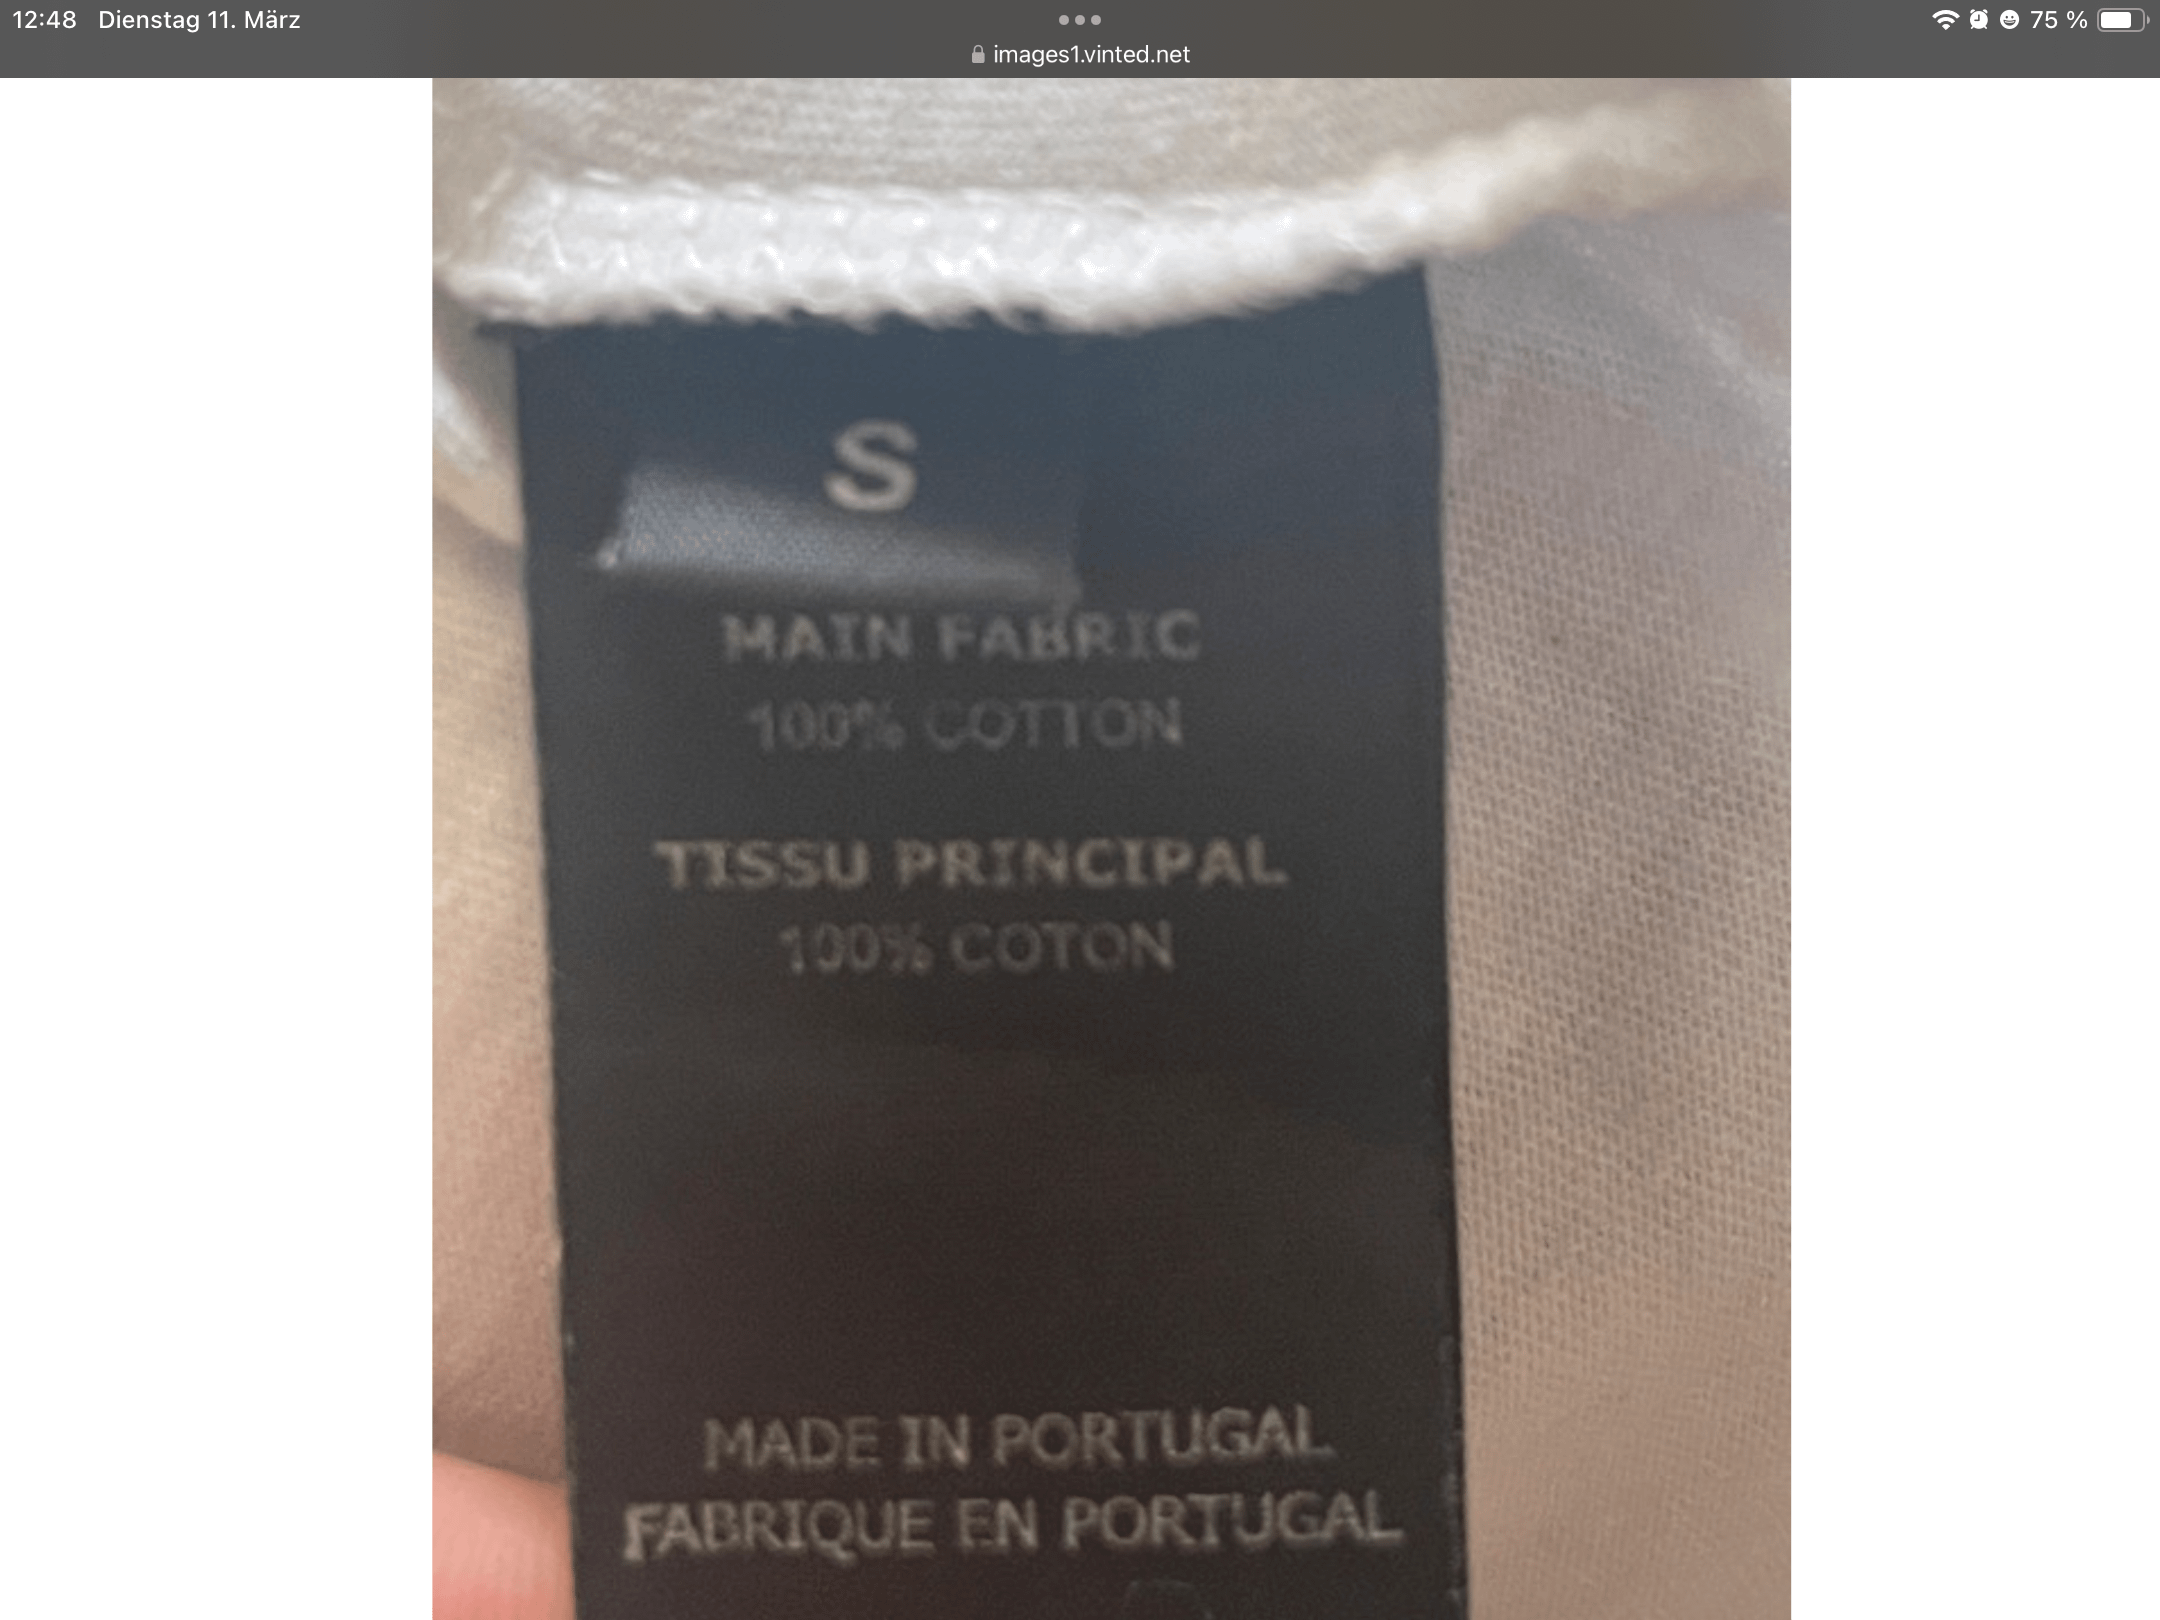 12:48 Dienstag 11. März
75 %
images1.vinted.net
S
MAIN FABRIC
100% COTTON
TISSU PRINCIPAL
100% COTON
MADE IN PORTUGAL
FABRIQUE EN PORTUGAL